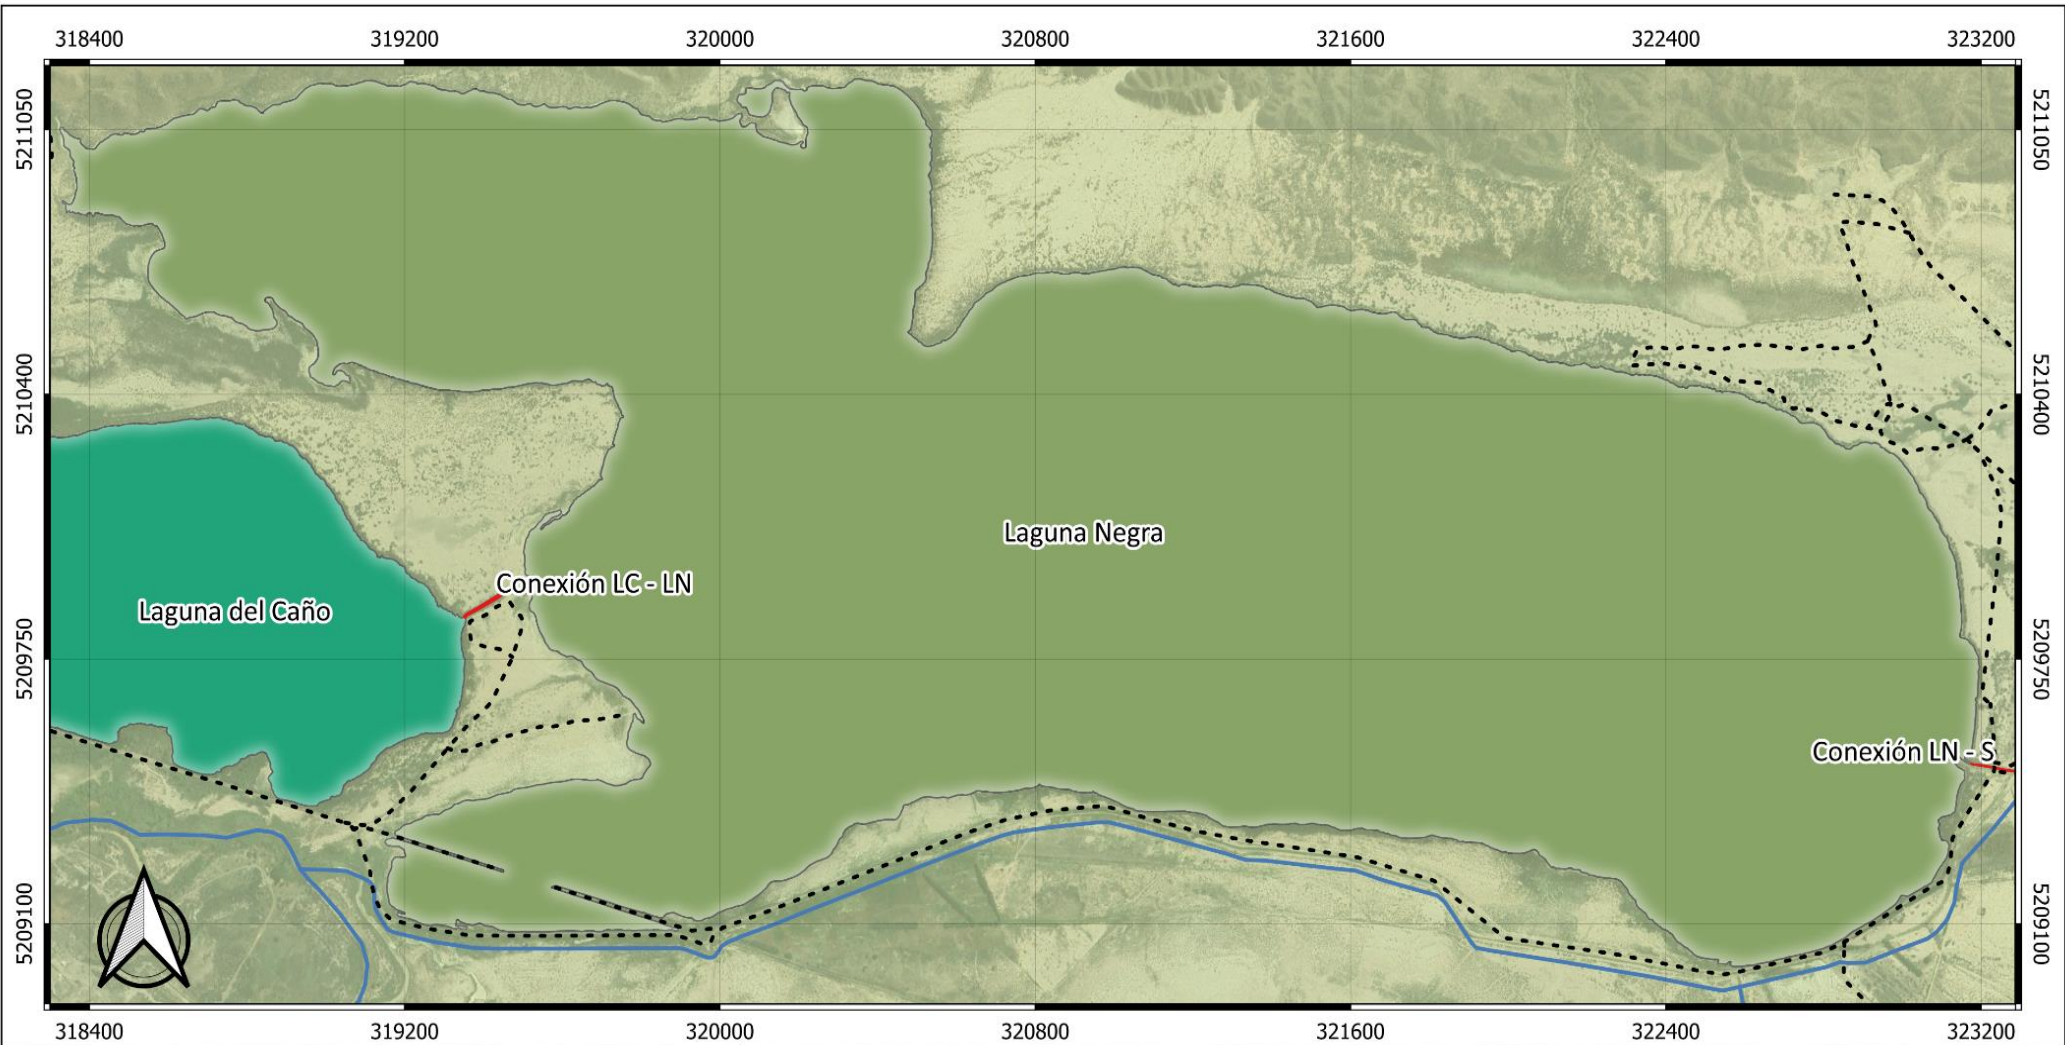 318400 319200 320000 320800 321600 322400 323200
5211050 5211050
5210400 5210400
Laguna Negra
Conexión LC - LN
Laguna del Caño
5209750 5209750
Conexión LN - S
5209100 5209100
318400 319200 320000 320800 321600 322400 323200